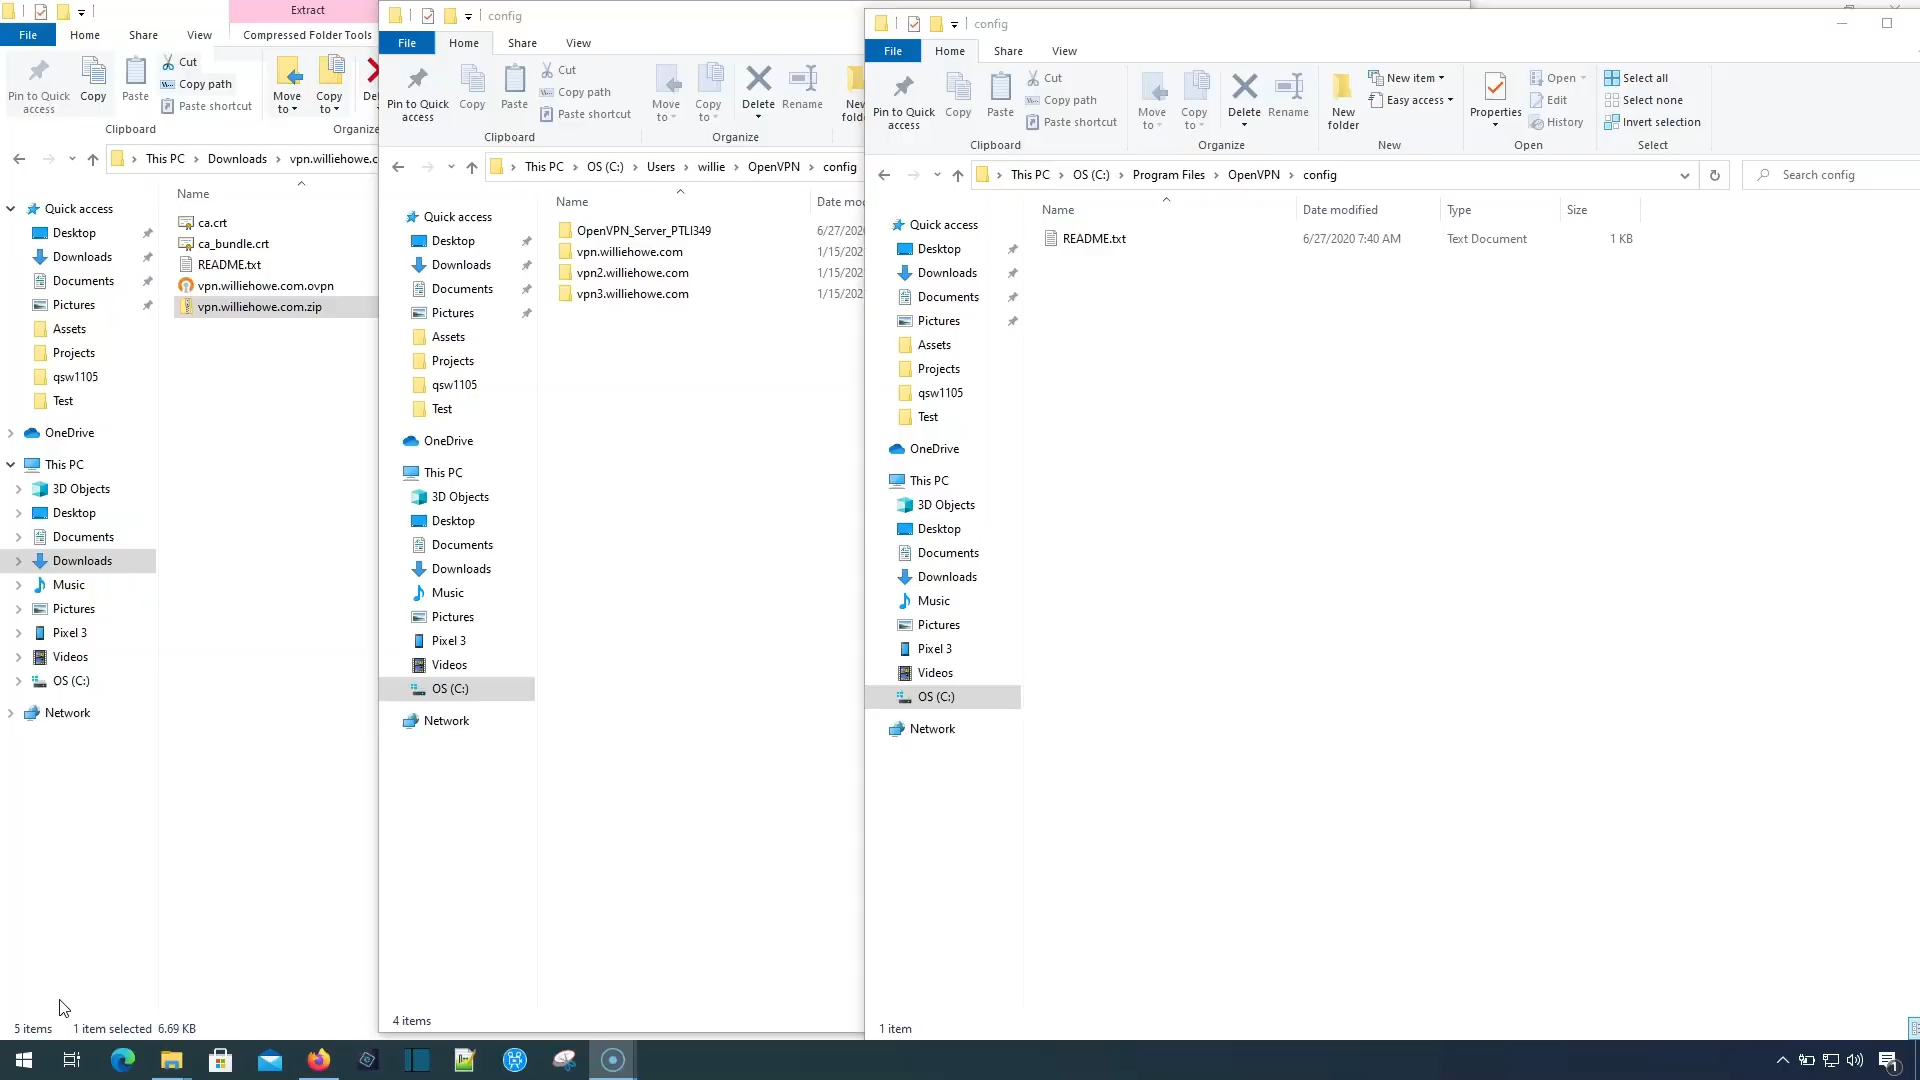 Extract
File
Home
Share
View
Compressed Folder Tools
Pin to Quick access
Copy
Paste
Cut
Copy path
Paste shortcut
Move to
Copy to
Clipboard
This PC
Downloads
Name
Quick access
Desktop
Downloads
Documents
Pictures
Assets
Projects
qsw1105
Test
OneDrive
This PC
3D Objects
Desktop
Documents
Downloads
Music
Pictures
Pixel 3
Videos
OS (C:)
Network
ca.crt
ca_bundle.crt
README.txt
vpn.williehowe.com.ovpn
vpn.williehowe.com.zip
5 items
1 item selected 6.69 KB
config
File
Home
Share
View
Pin to Quick access
Copy
Paste
Cut
Copy path
Paste shortcut
Move to
Copy to
Delete
Rename
Clipboard
Organize
This PC
OS (C:)
Users
willie
OpenVPN
config
Name
Quick access
Desktop
Downloads
Documents
Pictures
Assets
Projects
qsw1105
Test
OneDrive
This PC
3D Objects
Desktop
Documents
Downloads
Music
Pictures
Pixel 3
Videos
OS (C:)
Network
OpenVPN_Server_PTLI349
vpn.williehowe.com
vpn2.williehowe.com
vpn3.williehowe.com
4 items
config
File
Home
Share
View
Pin to Quick access
Copy
Paste
Cut
Copy path
Paste shortcut
Move to
Copy to
Delete
Rename
New folder
New item
Easy access
Properties
Open
Edit
History
Select all
Select none
Invert selection
Clipboard
Organize
New
Open
Select
This PC
OS (C:)
Program Files
OpenVPN
config
Search config
Name
Date modified
Type
Size
README.txt
6/27/2020 7:40 AM
Text Document
1 KB
Quick access
Desktop
Downloads
Documents
Pictures
Assets
Projects
qsw1105
Test
OneDrive
This PC
3D Objects
Desktop
Documents
Downloads
Music
Pictures
Pixel 3
Videos
OS (C:)
Network
1 item
1